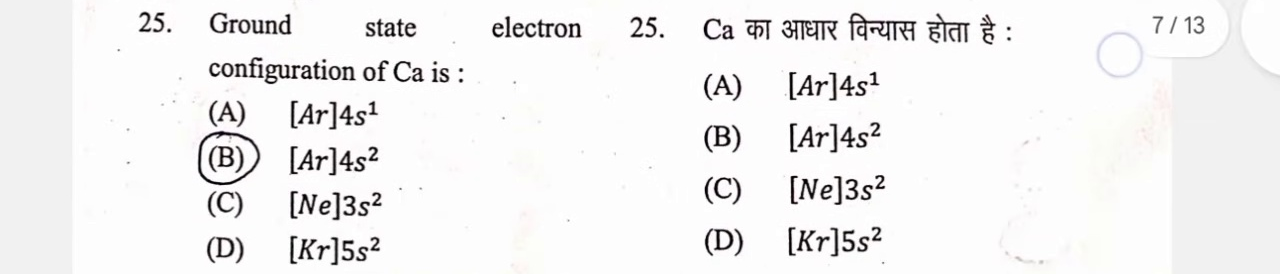 25. Ground state electron configuration of Ca is :
(A) [Ar]4s¹
(B) [Ar]4s²
(C) [Ne]3s²
(D) [Kr]5s²
25. Ca का आधार विन्यास होता है :
(A) [Ar]4s¹
(B) [Ar]4s²
(C) [Ne]3s²
(D) [Kr]5s²
7 / 13